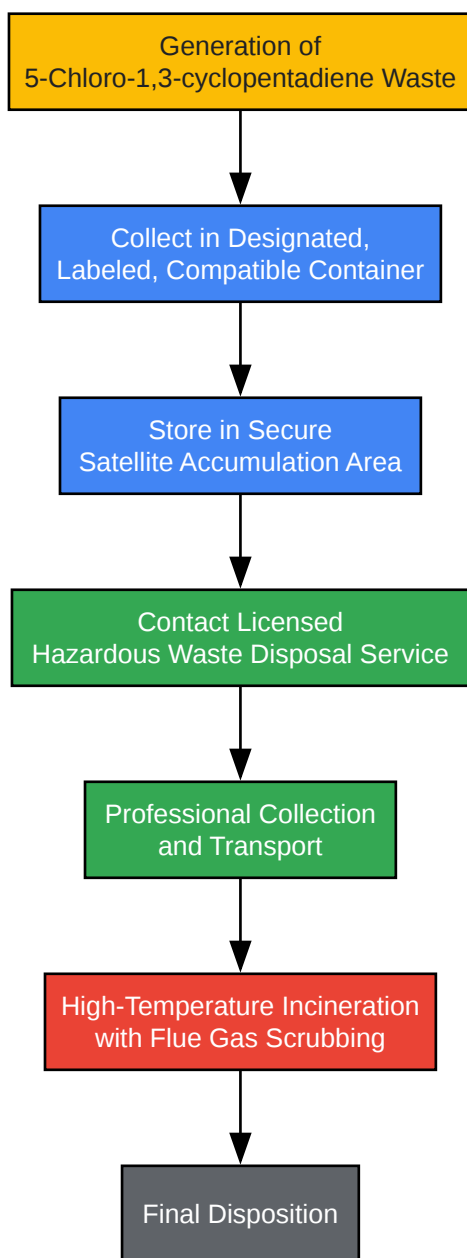 Generation of
5-Chloro-1,3-cyclopentadiene Waste
Collect in Designated,
Labeled, Compatible Container
Store in Secure
Satellite Accumulation Area
Contact Licensed
Hazardous Waste Disposal Service
Professional Collection
and Transport
High-Temperature Incineration
with Flue Gas Scrubbing
Final Disposition